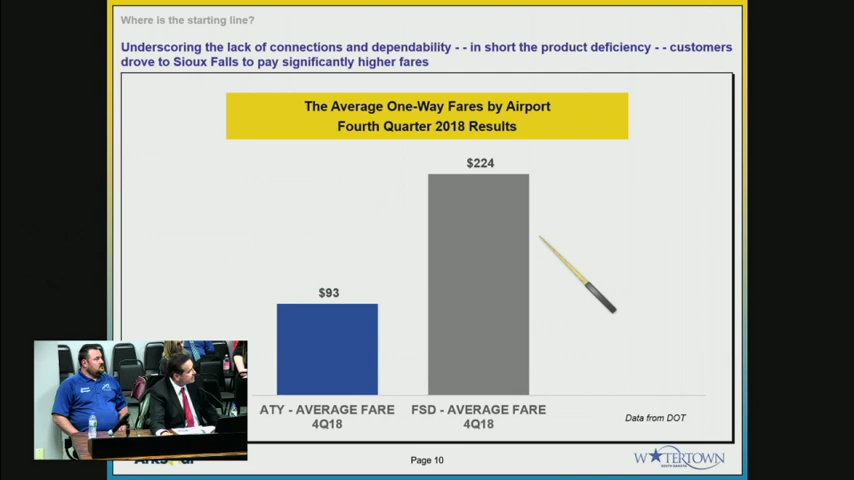 Where is the starting line?
Underscoring the lack of connections and dependability - - in short the product deficiency - - customers
drove to Sioux Falls to pay significantly higher fares
The Average One-Way Fares by Airport
Fourth Quarter 2018 Results
$224
$93
ATY - AVERAGE FARE
4Q18
FSD - AVERAGE FARE
4Q18
Data from DOT
Page 10
WATERTOWN
SOUTH DAKOTA